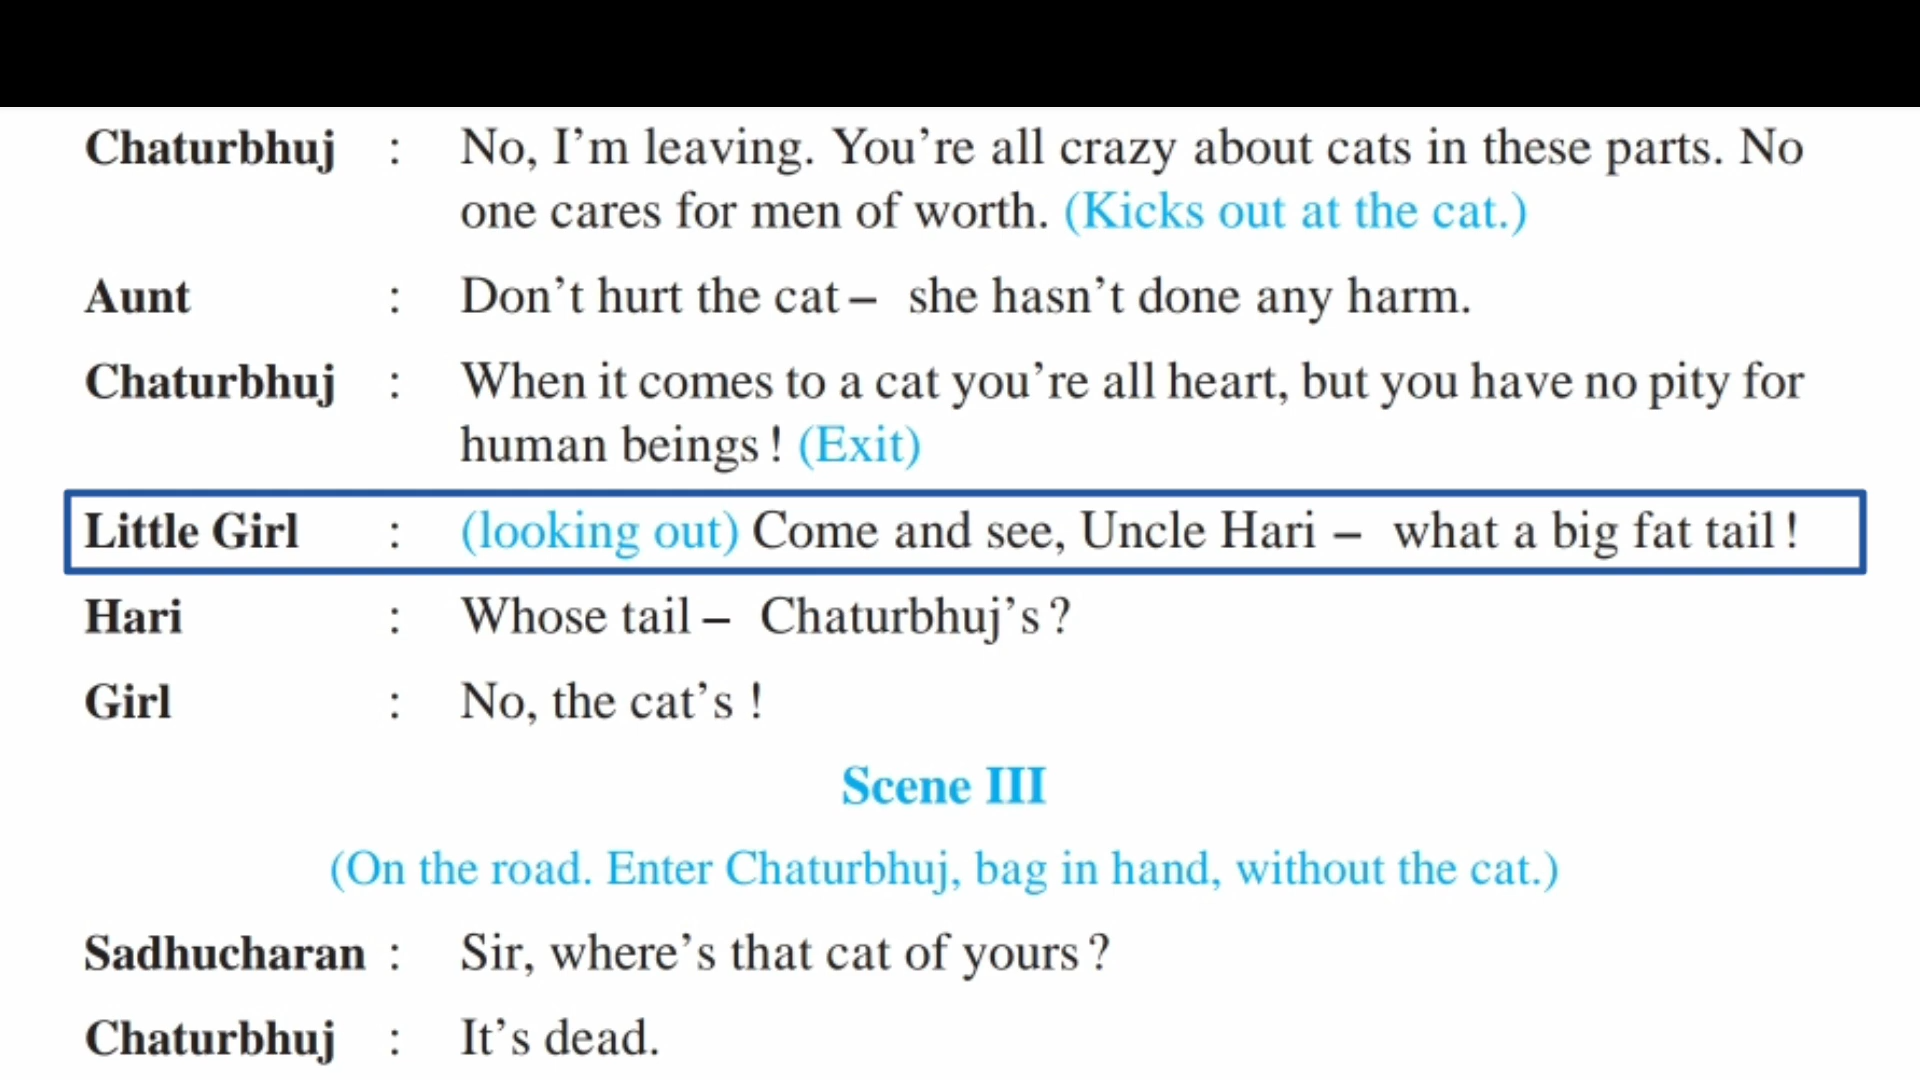 Chaturbhuj : No, I'm leaving. You're all crazy about cats in these parts. No
one cares for men of worth. (Kicks out at the cat.)
Aunt : Don't hurt the cat – she hasn't done any harm.
Chaturbhuj : When it comes to a cat you're all heart, but you have no pity for
human beings ! (Exit)
Little Girl : (looking out) Come and see, Uncle Hari – what a big fat tail !
Hari : Whose tail – Chaturbhuj's ?
Girl : No, the cat's !
Scene III
(On the road. Enter Chaturbhuj, bag in hand, without the cat.)
Sadhucharan : Sir, where's that cat of yours ?
Chaturbhuj : It's dead.